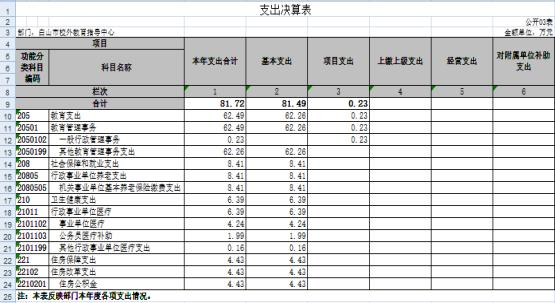 支出决算表
公开03表
部门：白山市校外教育指导中心 金额单位：万元
项目 本年支出合计 基本支出 项目支出 上缴上级支出 经营支出 对附属单位补助支出
功能分类科目编码 科目名称
栏次 1 2 3 4 5 6
合计 81.72 81.49 0.23
205 教育支出 62.49 62.26 0.23
20501 教育管理事务 62.49 62.26 0.23
2050102 一般行政管理事务 0.23 0.23
2050199 其他教育管理事务支出 62.26 62.26
208 社会保障和就业支出 8.41 8.41
20805 行政事业单位养老支出 8.41 8.41
2080505 机关事业单位基本养老保险缴费支出 8.41 8.41
210 卫生健康支出 6.39 6.39
21011 行政事业单位医疗 6.39 6.39
2101102 事业单位医疗 4.24 4.24
2101103 公务员医疗补助 1.99 1.99
2101199 其他行政事业单位医疗支出 0.16 0.16
221 住房保障支出 4.43 4.43
22102 住房改革支出 4.43 4.43
2210201 住房公积金 4.43 4.43
注：本表反映部门本年度各项支出情况。